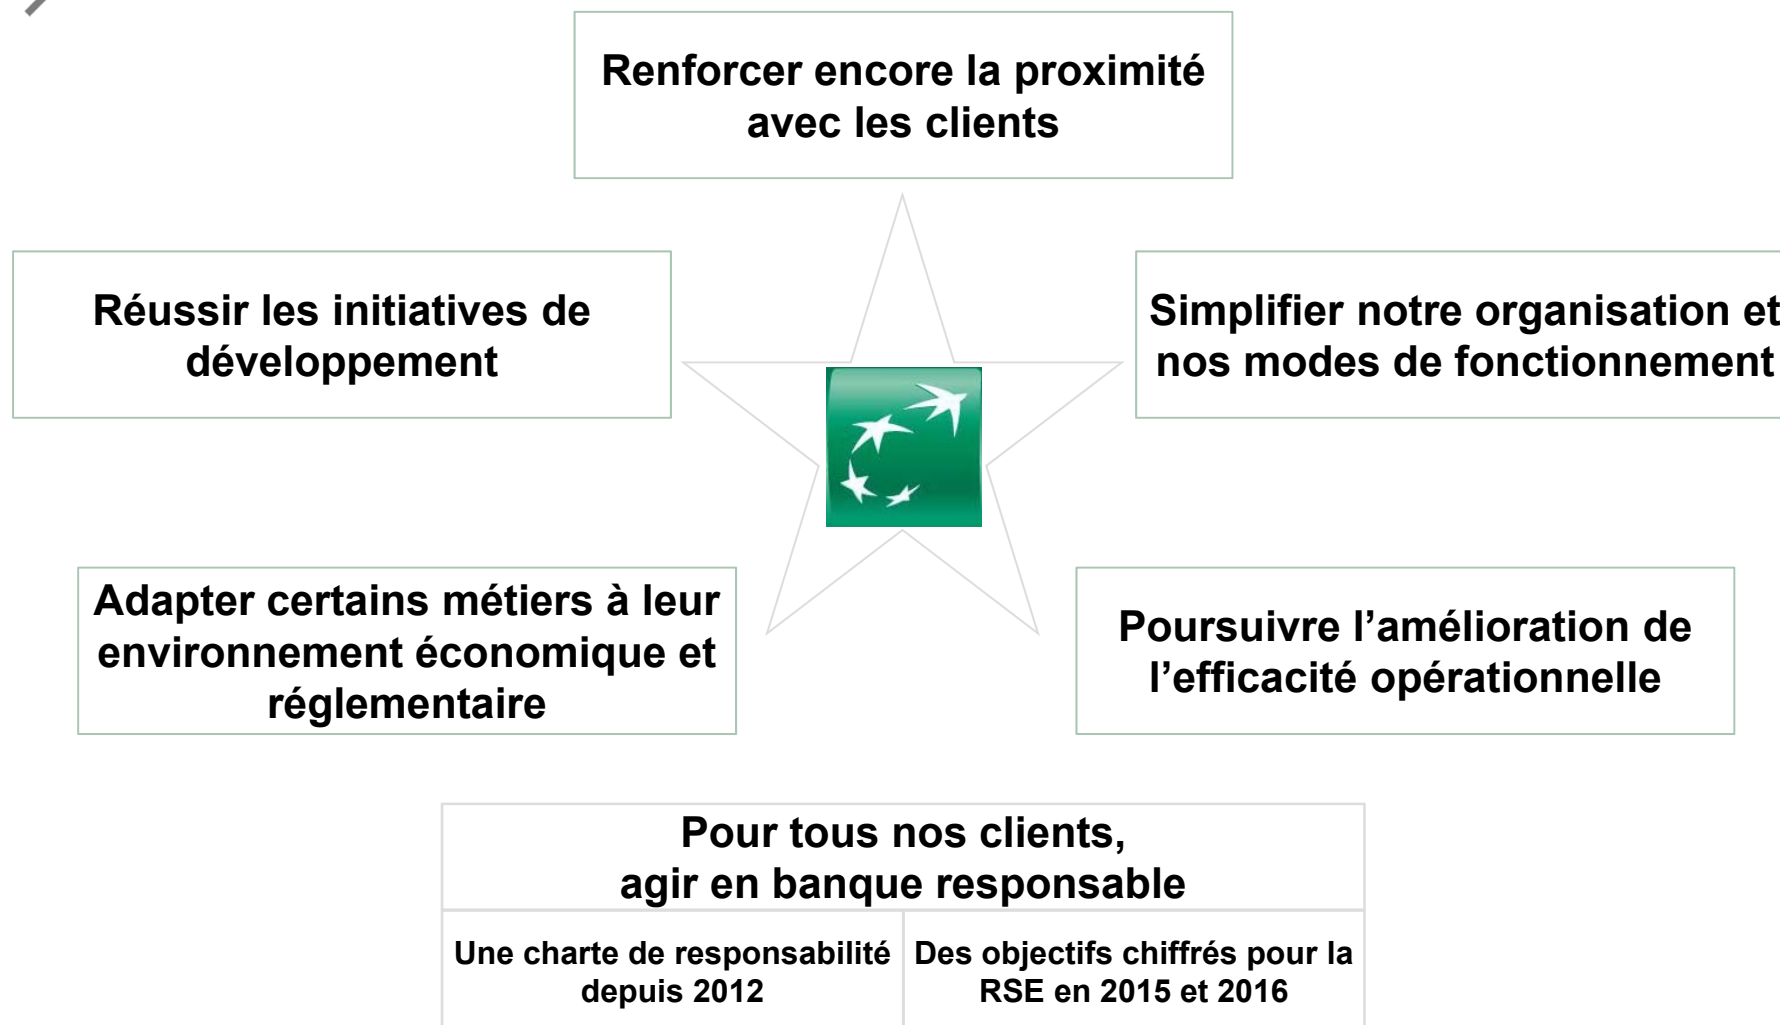 Renforcer encore la proximité
avec les clients
Réussir les initiatives de
développement
Simplifier notre organisation et
nos modes de fonctionnement
Adapter certains métiers à leur
environnement économique et
réglementaire
Poursuivre l’amélioration de
l’efficacité opérationnelle
Pour tous nos clients,
agir en banque responsable
Une charte de responsabilité
depuis 2012
Des objectifs chiffrés pour la
RSE en 2015 et 2016